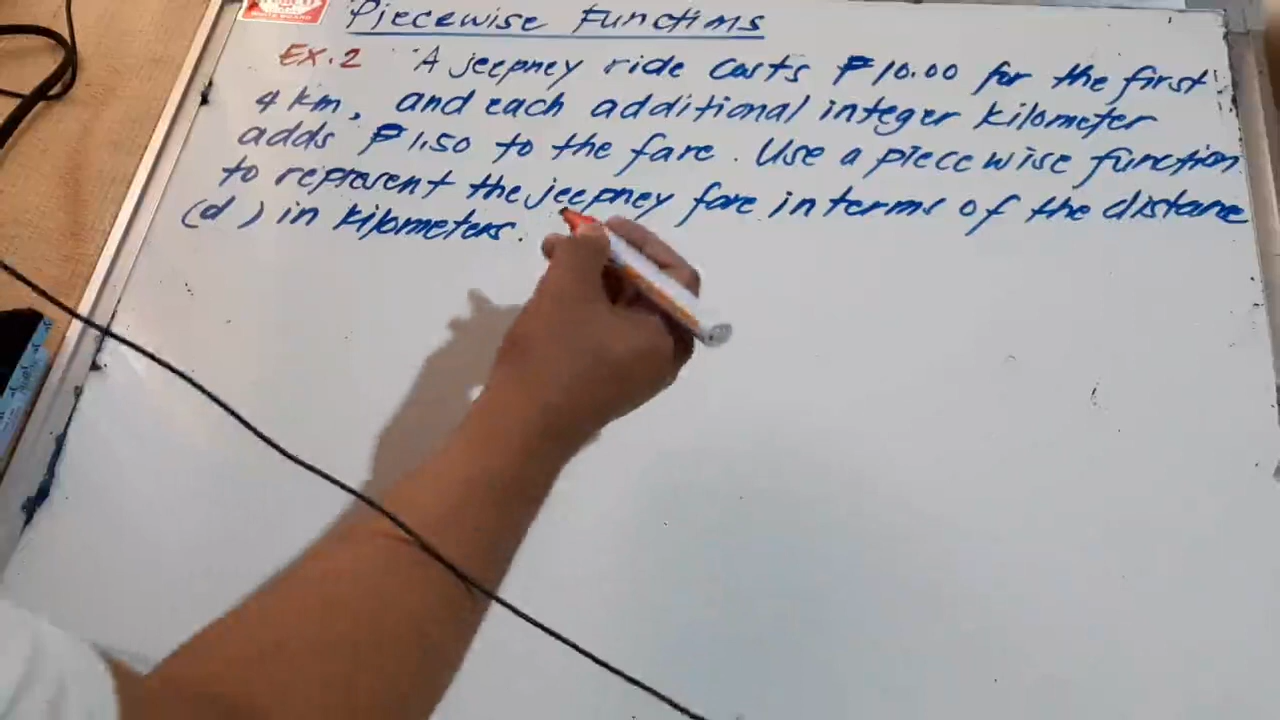 Piecewise Functions
Ex. 2 A jeepney ride costs ₱10.00 for the first
4 km, and each additional integer kilometer
adds ₱1.50 to the fare. Use a piecewise function
to represent the jeepney fare in terms of the distane
(d) in kilometers.